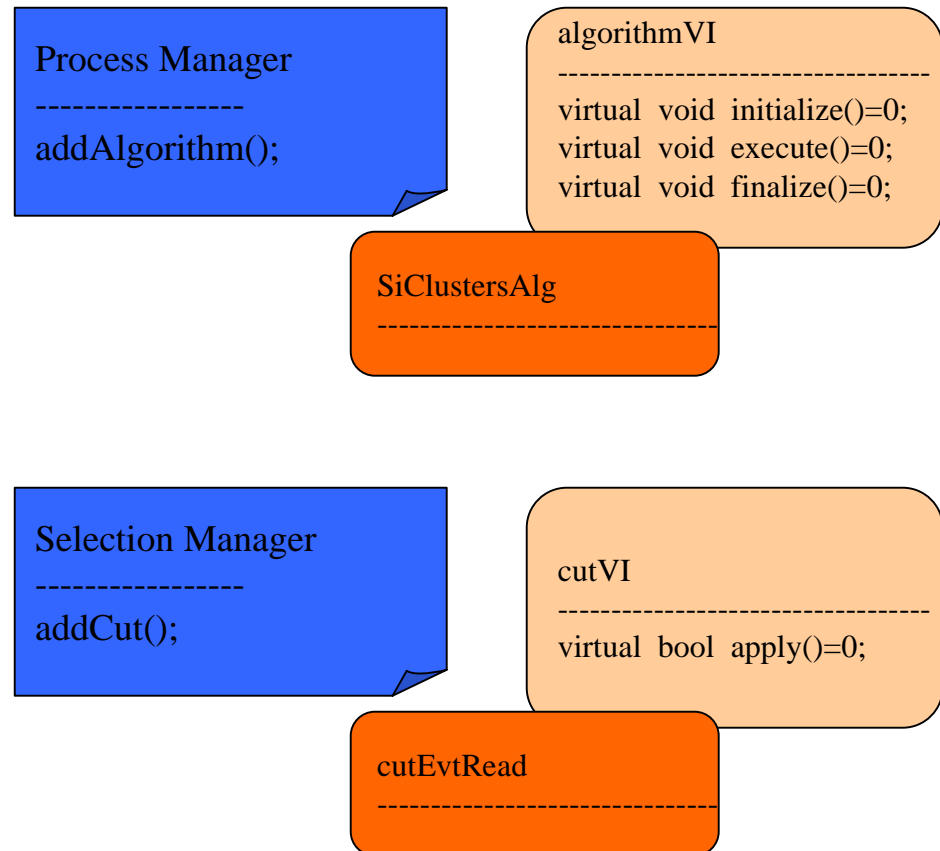 Process Manager
-----------------
addAlgorithm();
algorithmVI
-----------------------------------
virtual void initialize()=0;
virtual void execute()=0;
virtual void finalize()=0;
SiClustersAlg
--------------------------------
Selection Manager
-----------------
addCut();
cutVI
-----------------------------------
virtual bool apply()=0;
cutEvtRead
--------------------------------